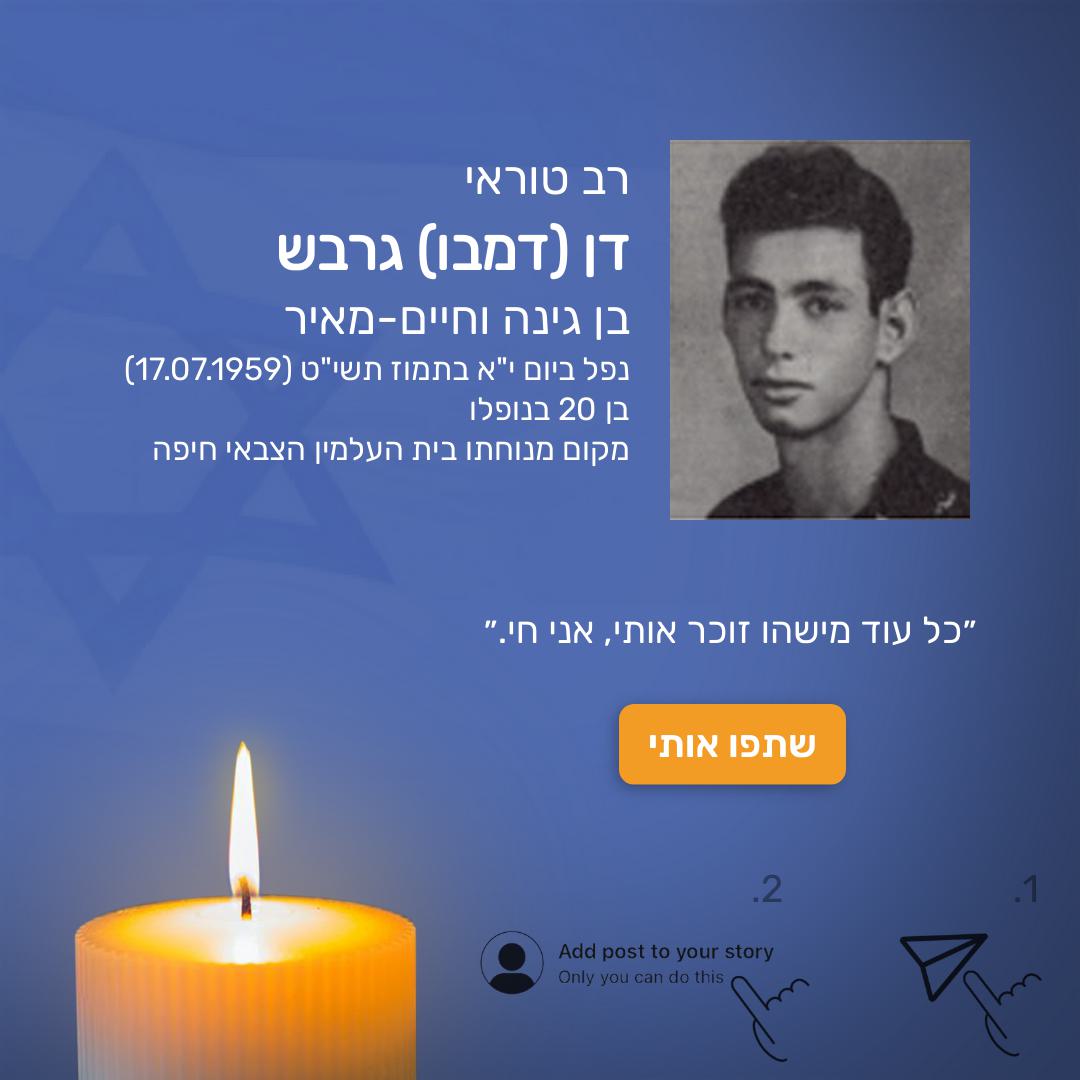 רב טוראי
דן (דמבו) גרבש
בן גינה וחיים-מאיר
נפל ביום י"א בתמוז תשי"ט (17.07.1959)
בן 20 בנופלו
מקום מנוחתו בית העלמין הצבאי חיפה
״כל עוד מישהו זוכר אותי, אני חי.״
שתפו אותי
1.
2.
Add post to your story
Only you can do this